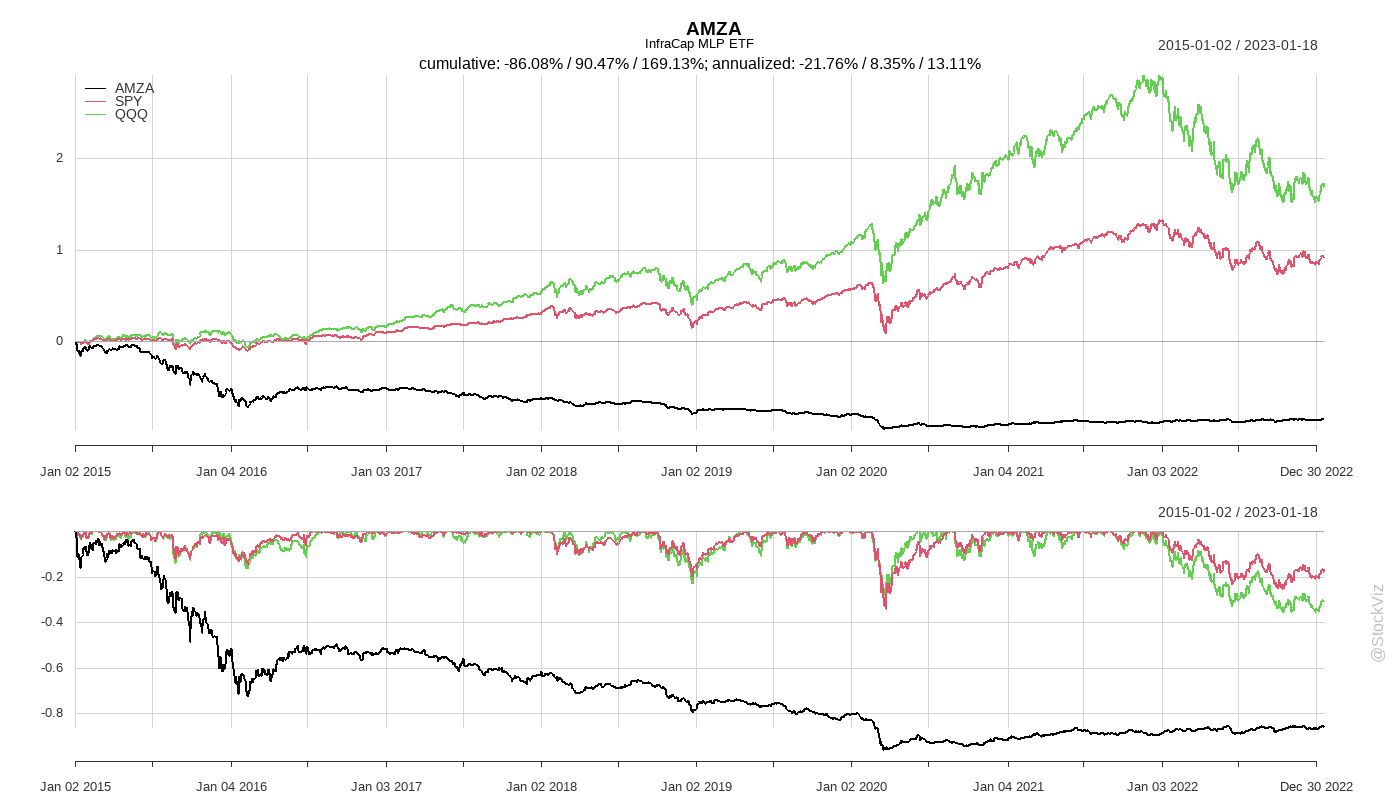 AMZA
InfraCap MLP ETF
2015-01-02 / 2023-01-18
cumulative: -86.08% / 90.47% / 169.13%; annualized: -21.76% / 8.35% / 13.11%
AMZA
SPY
QQQ
2
1
0
Jan 02 2015 Jan 04 2016 Jan 03 2017 Jan 02 2018 Jan 02 2019 Jan 02 2020 Jan 04 2021 Jan 03 2022 Dec 30 2022
2015-01-02 / 2023-01-18
-0.2
-0.4
-0.6
-0.8
Jan 02 2015 Jan 04 2016 Jan 03 2017 Jan 02 2018 Jan 02 2019 Jan 02 2020 Jan 04 2021 Jan 03 2022 Dec 30 2022
@StockViz